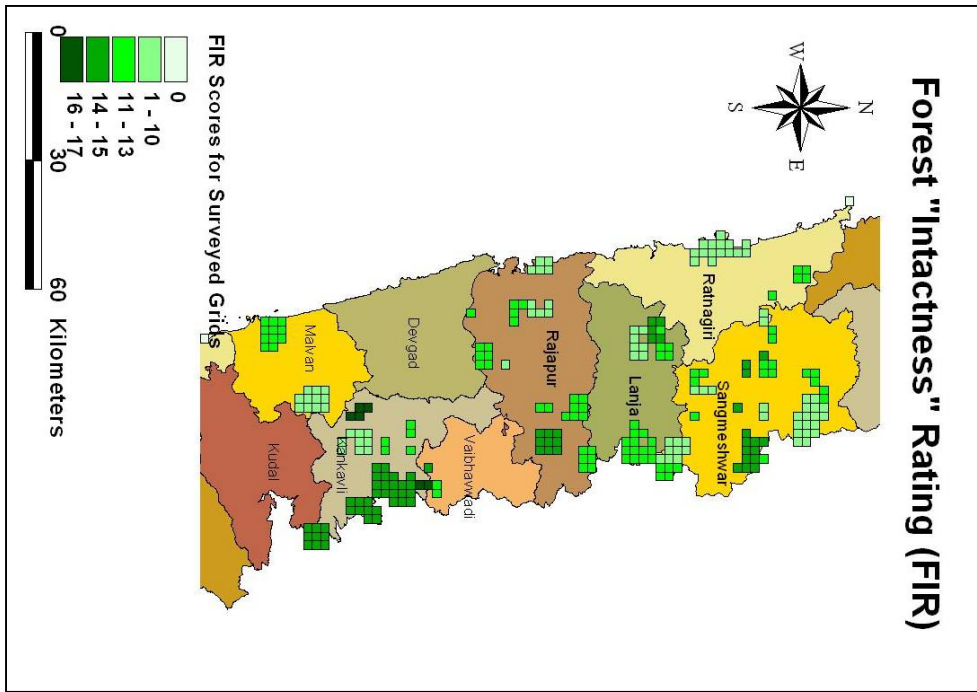 Forest "Intactness" Rating (FIR)
N
W E
S
Ratnagiri
Sangmeshwar
Lanja
Rajapur
Vaibhavwadi
Devgad
Kankavli
Malvan
Kudal
FIR Scores for Surveyed Grids
0
1 - 10
11 - 13
14 - 15
16 - 17
0 30 60 Kilometers